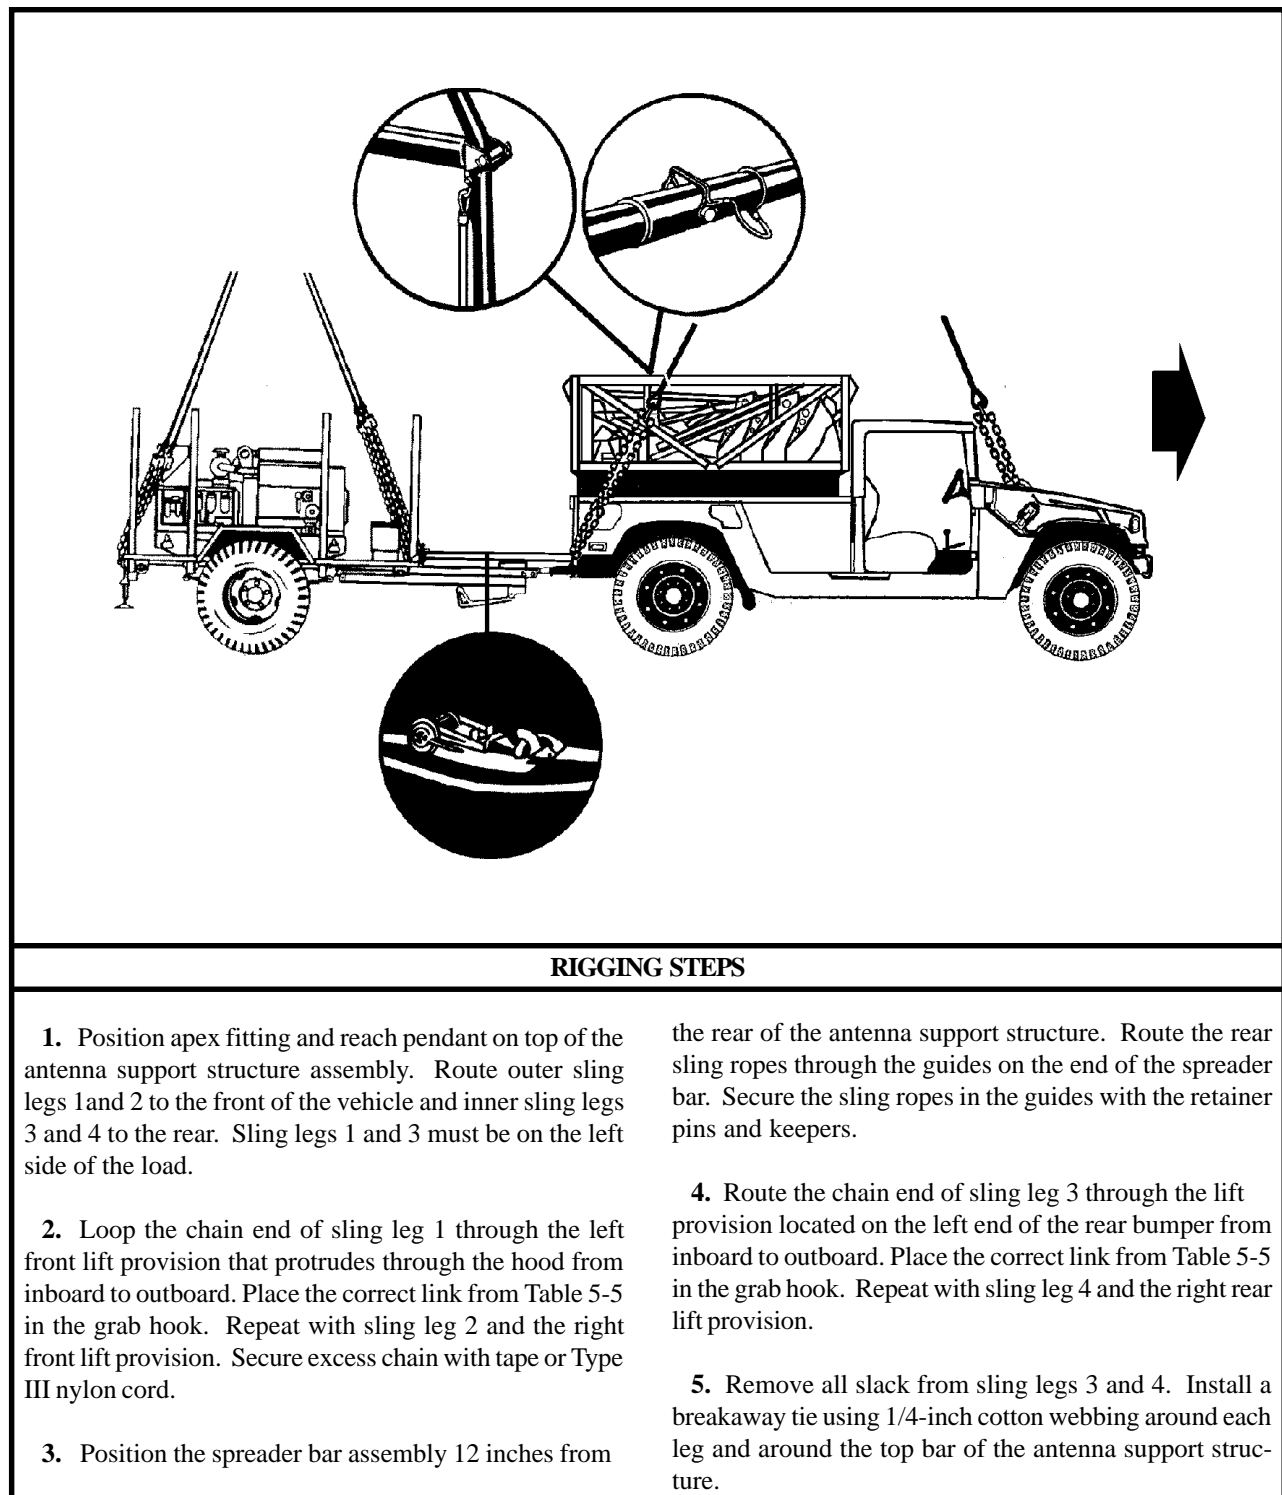 RIGGING STEPS
1. Position apex fitting and reach pendant on top of the
antenna support structure assembly. Route outer sling
legs 1and 2 to the front of the vehicle and inner sling legs
3 and 4 to the rear. Sling legs 1 and 3 must be on the left
side of the load.
2. Loop the chain end of sling leg 1 through the left
front lift provision that protrudes through the hood from
inboard to outboard. Place the correct link from Table 5-5
in the grab hook. Repeat with sling leg 2 and the right
front lift provision. Secure excess chain with tape or Type
III nylon cord.
3. Position the spreader bar assembly 12 inches from
the rear of the antenna support structure. Route the rear
sling ropes through the guides on the end of the spreader
bar. Secure the sling ropes in the guides with the retainer
pins and keepers.
4. Route the chain end of sling leg 3 through the lift
provision located on the left end of the rear bumper from
inboard to outboard. Place the correct link from Table 5-5
in the grab hook. Repeat with sling leg 4 and the right rear
lift provision.
5. Remove all slack from sling legs 3 and 4. Install a
breakaway tie using 1/4-inch cotton webbing around each
leg and around the top bar of the antenna support struc-
ture.